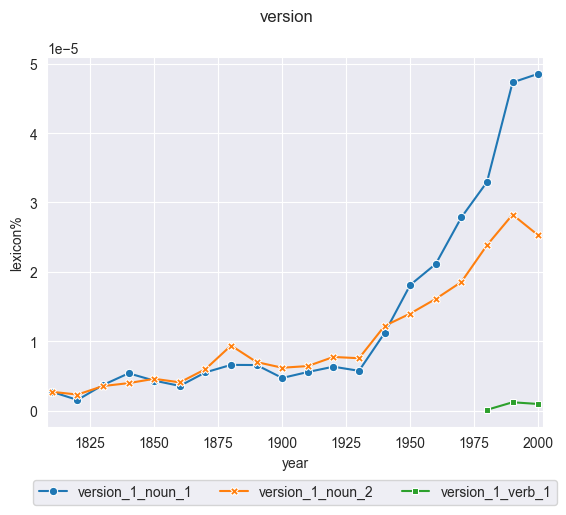 version
1e−5
5
4
3
2
1
0
lexicon%
1825 1850 1875 1900 1925 1950 1975 2000
year
version_1_noun_1 version_1_noun_2 version_1_verb_1